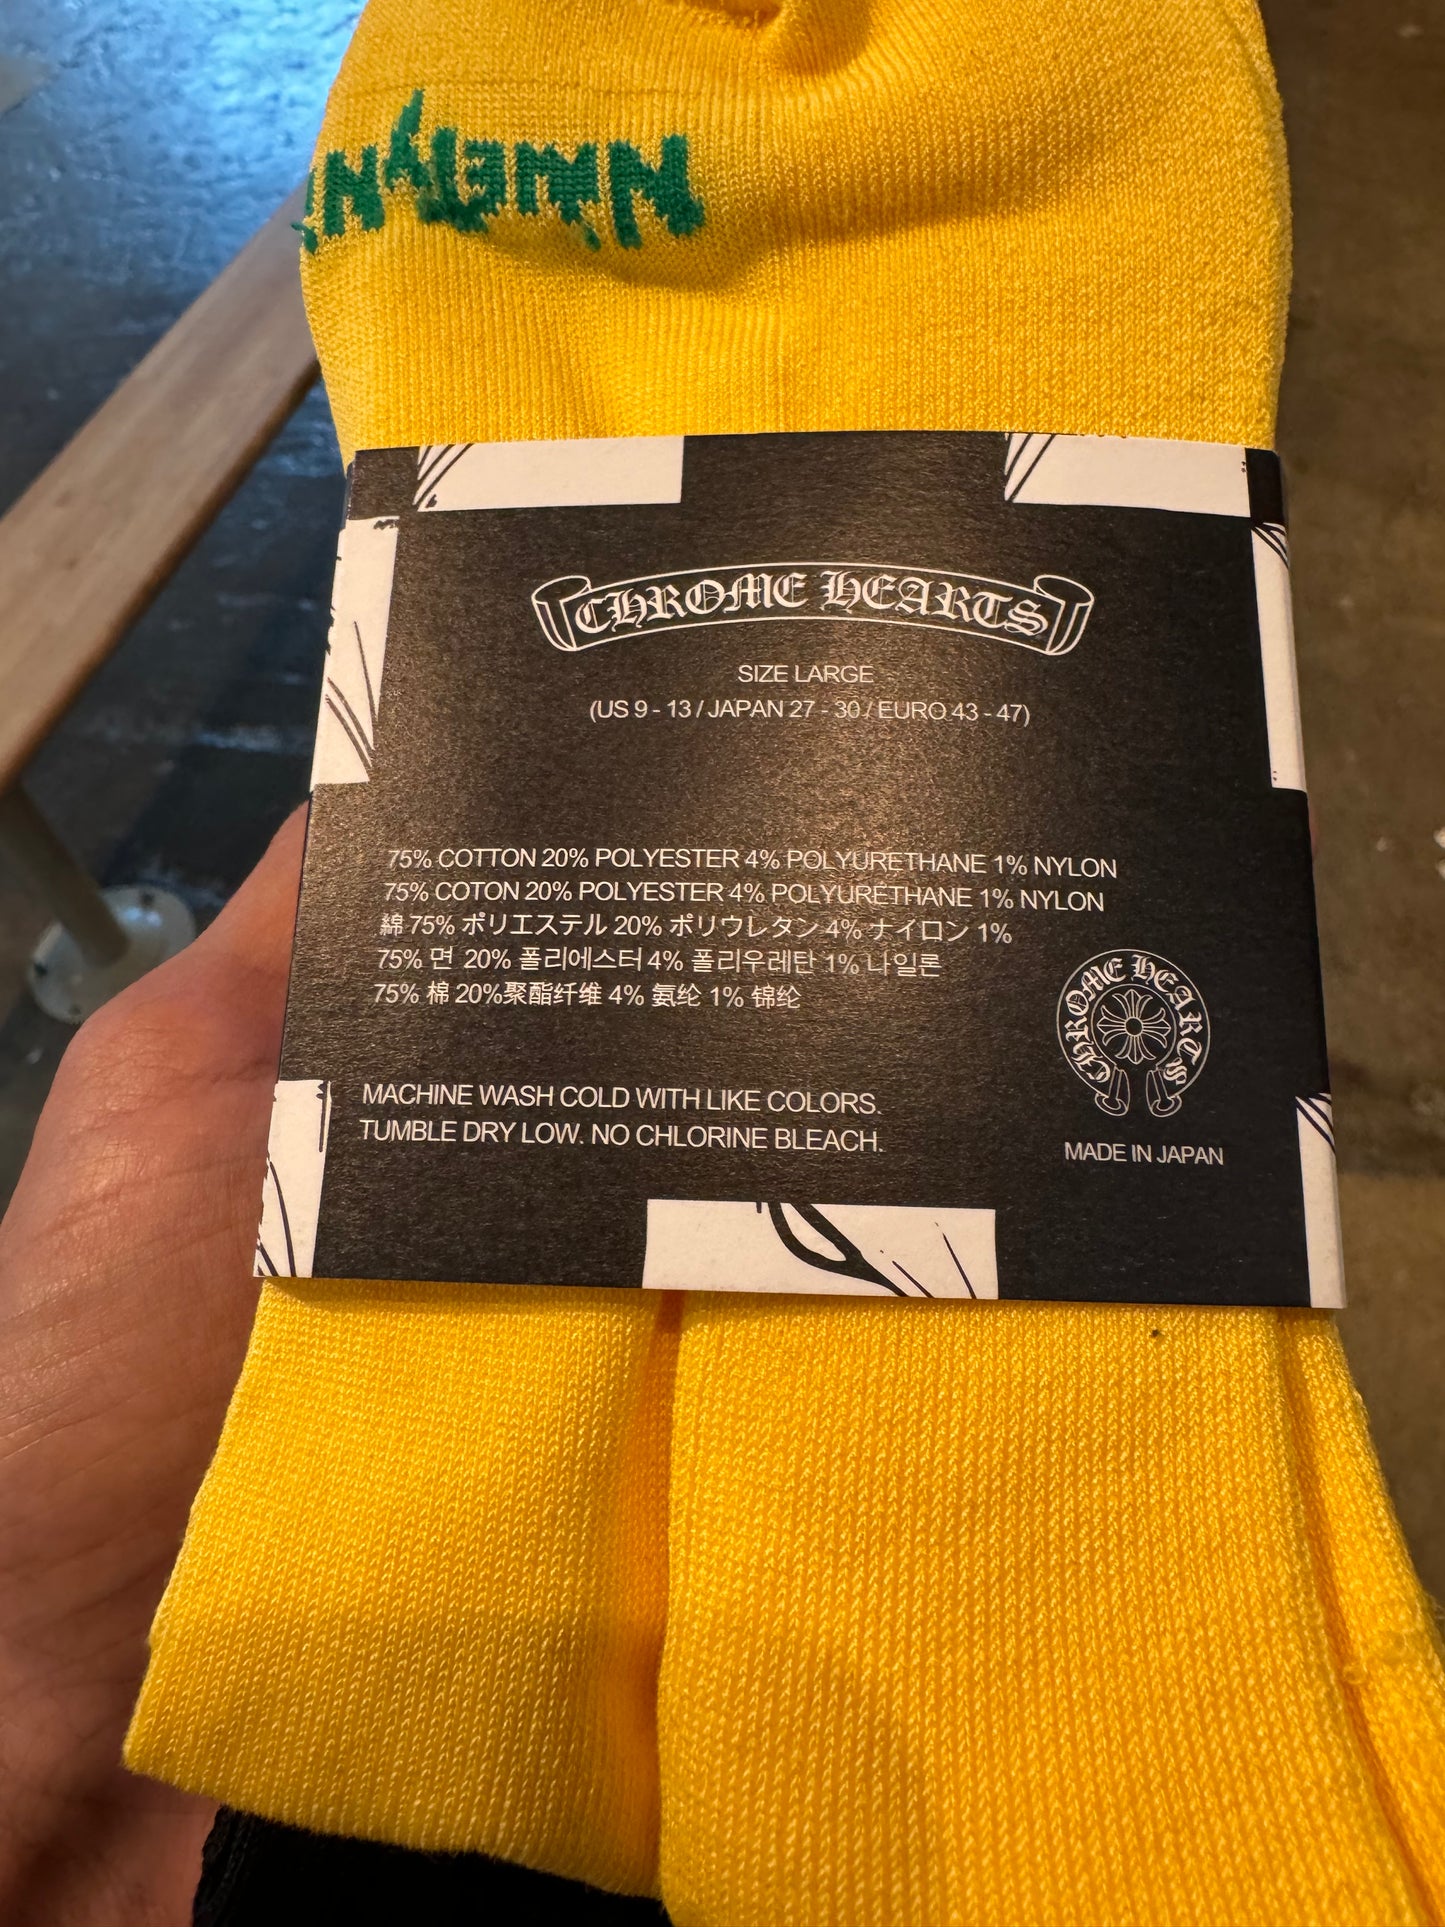 CHROME HEARTS
SIZE LARGE
(US 9 - 13 / JAPAN 27 - 30 / EURO 43 - 47)
75% COTTON 20% POLYESTER 4% POLYURETHANE 1% NYLON
75% COTON 20% POLYESTER 4% POLYURETHANE 1% NYLON
綿 75% ポリエステル 20% ポリウレタン 4% ナイロン 1%
75% 면 20% 폴리에스터 4% 폴리우레탄 1% 나일론
75% 棉 20%聚酯纤维 4% 氨纶 1% 锦纶
CHROME HEARTS
MACHINE WASH COLD WITH LIKE COLORS.
TUMBLE DRY LOW. NO CHLORINE BLEACH.
MADE IN JAPAN